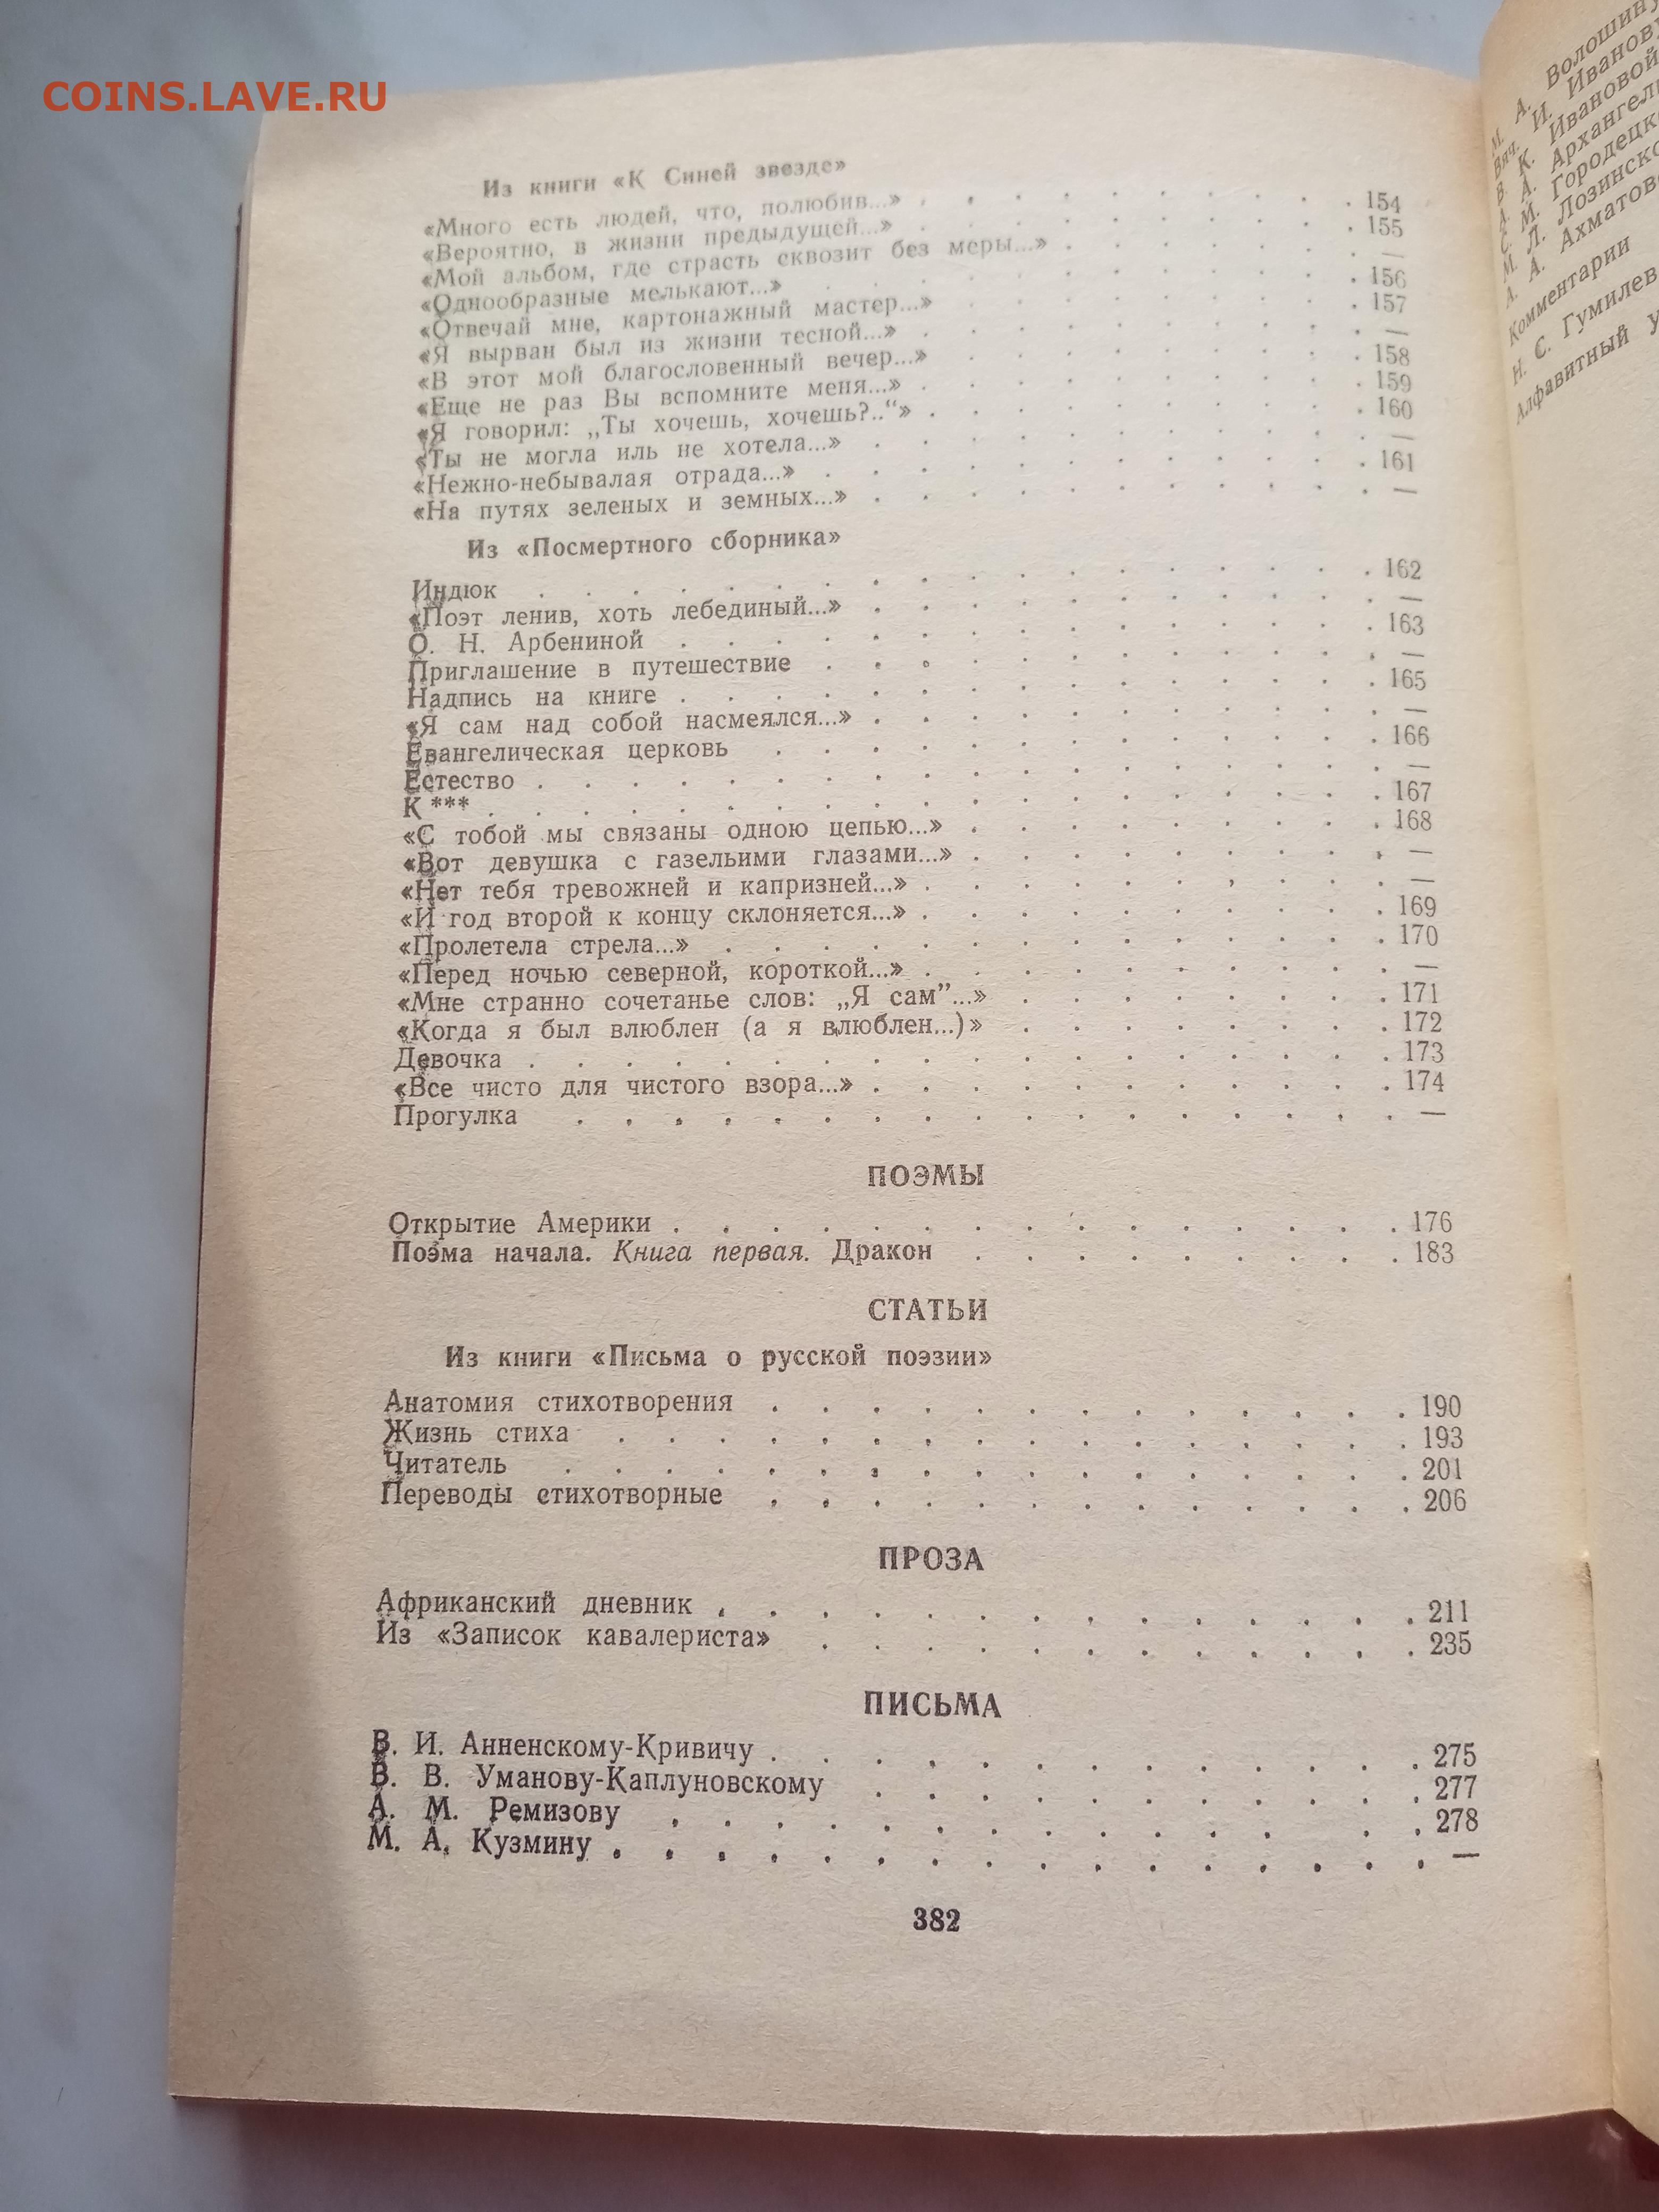 COINS.LAVE.RU
Из книги «К Синей звезде»
«Много есть людей, что, полюбив...» . . . . . . . . . 154
«Вероятно, в жизни предыдущей...» . . . . . . . . . 155
«Мой альбом, где страсть сквозит без меры...» . . . . . . —
«Однообразные мелькают...» . . . . . . . . . . . 156
«Отвечай мне, картонажный мастер...» . . . . . . . . 157
«Я вырван был из жизни тесной...» . . . . . . . . . —
«В этот мой благословенный вечер...» . . . . . . . . 158
«Еще не раз Вы вспомните меня...» . . . . . . . . . 159
«Я говорил: „Ты хочешь, хочешь?..“» . . . . . . . . . 160
«Ты не могла иль не хотела...» . . . . . . . . . . —
«Нежно-небывалая отрада...» . . . . . . . . . . . 161
«На путях зеленых и земных...» . . . . . . . . . . —
Из «Посмертного сборника»
Индюк . . . . . . . . . . . . . . . . . 162
«Поэт ленив, хоть лебединый...» . . . . . . . . . . —
О. Н. Арбениной . . . . . . . . . . . . . . 163
Приглашение в путешествие . . . . . . . . . . . —
Надпись на книге . . . . . . . . . . . . . . 165
«Я сам над собой насмеялся...» . . . . . . . . . . —
Евангелическая церковь . . . . . . . . . . . . 166
Естество . . . . . . . . . . . . . . . . . —
К *** . . . . . . . . . . . . . . . . . . 167
«С тобой мы связаны одною цепью...» . . . . . . . . . 168
«Вот девушка с газельими глазами...» . . . . . . . . . —
«Нет тебя тревожней и капризней...» . . . . . . . . . . —
«И год второй к концу склоняется...» . . . . . . . . . . 169
«Пролетела стрела...» . . . . . . . . . . . . . . 170
«Перед ночью северной, короткой...» . . . . . . . . . . —
«Мне странно сочетанье слов: „Я сам”...» . . . . . . . . 171
«Когда я был влюблен (а я влюблен...)» . . . . . . . . 172
Девочка . . . . . . . . . . . . . . . . . . 173
«Все чисто для чистого взора...» . . . . . . . . . . . 174
Прогулка . . . . . . . . . . . . . . . . . —
ПОЭМЫ
Открытие Америки . . . . . . . . . . . . . . . 176
Поэма начала. Книга первая. Дракон . . . . . . . . . 183
СТАТЬИ
Из книги «Письма о русской поэзии»
Анатомия стихотворения . . . . . . . . . . . . . 190
Жизнь стиха . . . . . . . . . . . . . . . . 193
Читатель . . . . . . . . . . . . . . . . . 201
Переводы стихотворные . . . . . . . . . . . . . 206
ПРОЗА
Африканский дневник . . . . . . . . . . . . . . 211
Из «Записок кавалериста» . . . . . . . . . . . . 235
ПИСЬМА
В. И. Анненскому-Кривичу . . . . . . . . . . . . . 275
В. В. Уманову-Каплуновскому . . . . . . . . . . . 277
А. М. Ремизову . . . . . . . . . . . . . . 278
М. А. Кузмину . . . . . . . . . . . . . . . . —
382
М. А. Волошину
Вяч. И. Иванову
В. К. Ивановой
А. А.
С. М.
М. Л.
А. А.
Комментарии
Н. С.
Алфавитный